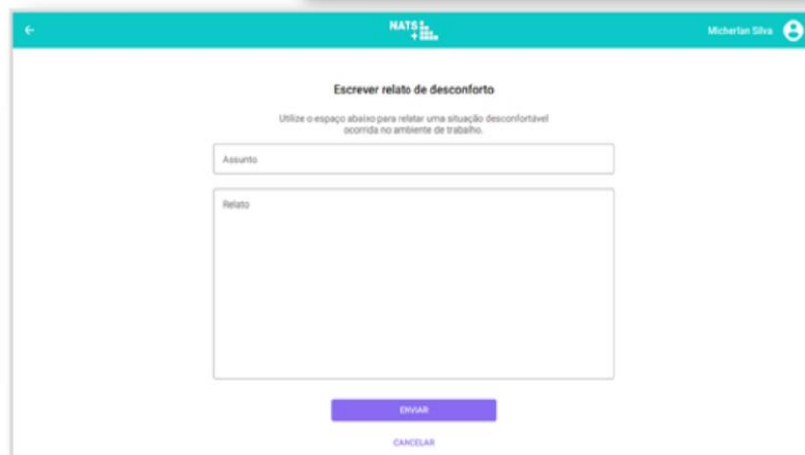 NATS
+
Micherlan Silva
Escrever relato de desconforto
Utilize o espaço abaixo para relatar uma situação desconfortável
ocorrida no ambiente de trabalho.
Assunto
Relato
ENVIAR
CANCELAR